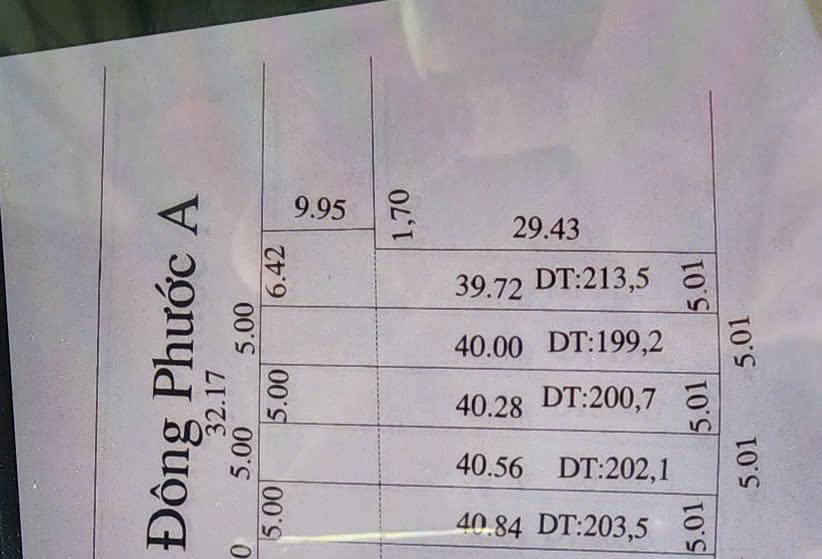 Đông Phước A
32.17
9.95
1,70
29.43
6.42
39.72 DT:213,5
5.01
5.00
40.00 DT:199,2
5.01
5.00
40.28 DT:200,7
5.01
5.00
40.56 DT:202,1
5.01
5.00
40.84 DT:203,5
5.01
0